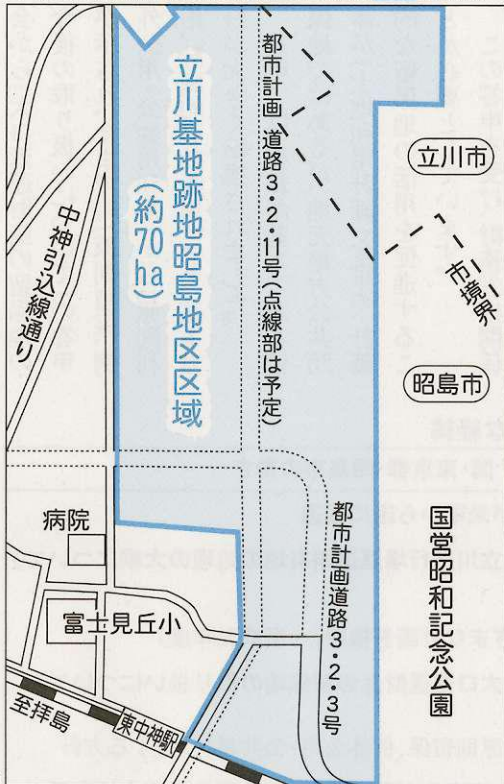 立川基地跡地昭島地区区域
(約70ha)
都市計画 道路3・2・11号(点線部は予定)
立川市
市境界
昭島市
中神引込線通り
都市計画道路3・2・3号
国営昭和記念公園
病院
富士見丘小
東中神駅
至拝島